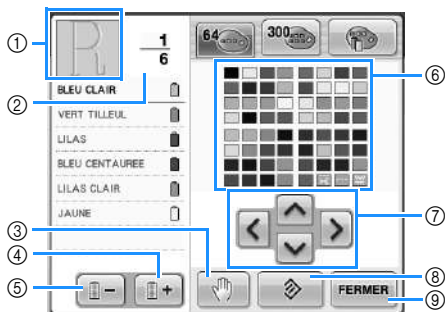 ①
R
1
6
②
64
300
BLEU CLAIR
VERT TILLEUL
LILAS
BLEU CENTAUREE
LILAS CLAIR
JAUNE
⑥
③
④
⑤
⑦
⑧
FERMER
⑨